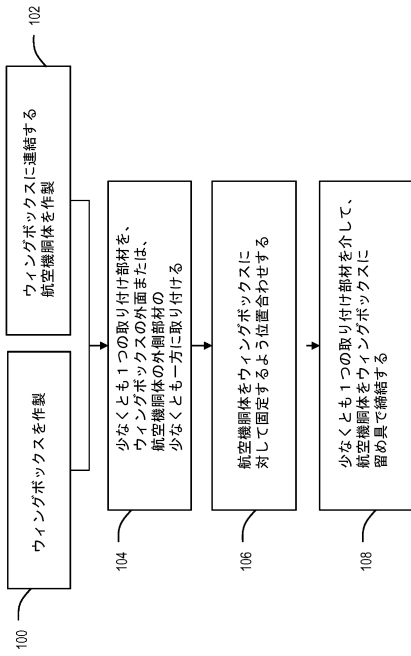 100
ウィングボックスを作製
102
ウィングボックスに連結する
航空機胴体を作製
104
少なくとも1つの取り付け部材を、
ウィングボックスの外面または、
航空機胴体の外側部材の
少なくとも一方に取り付ける
106
航空機胴体をウィングボックスに
対して固定するよう位置合わせする
108
少なくとも1つの取り付け部材を介して、
航空機胴体をウィングボックスに
留め具で締結する